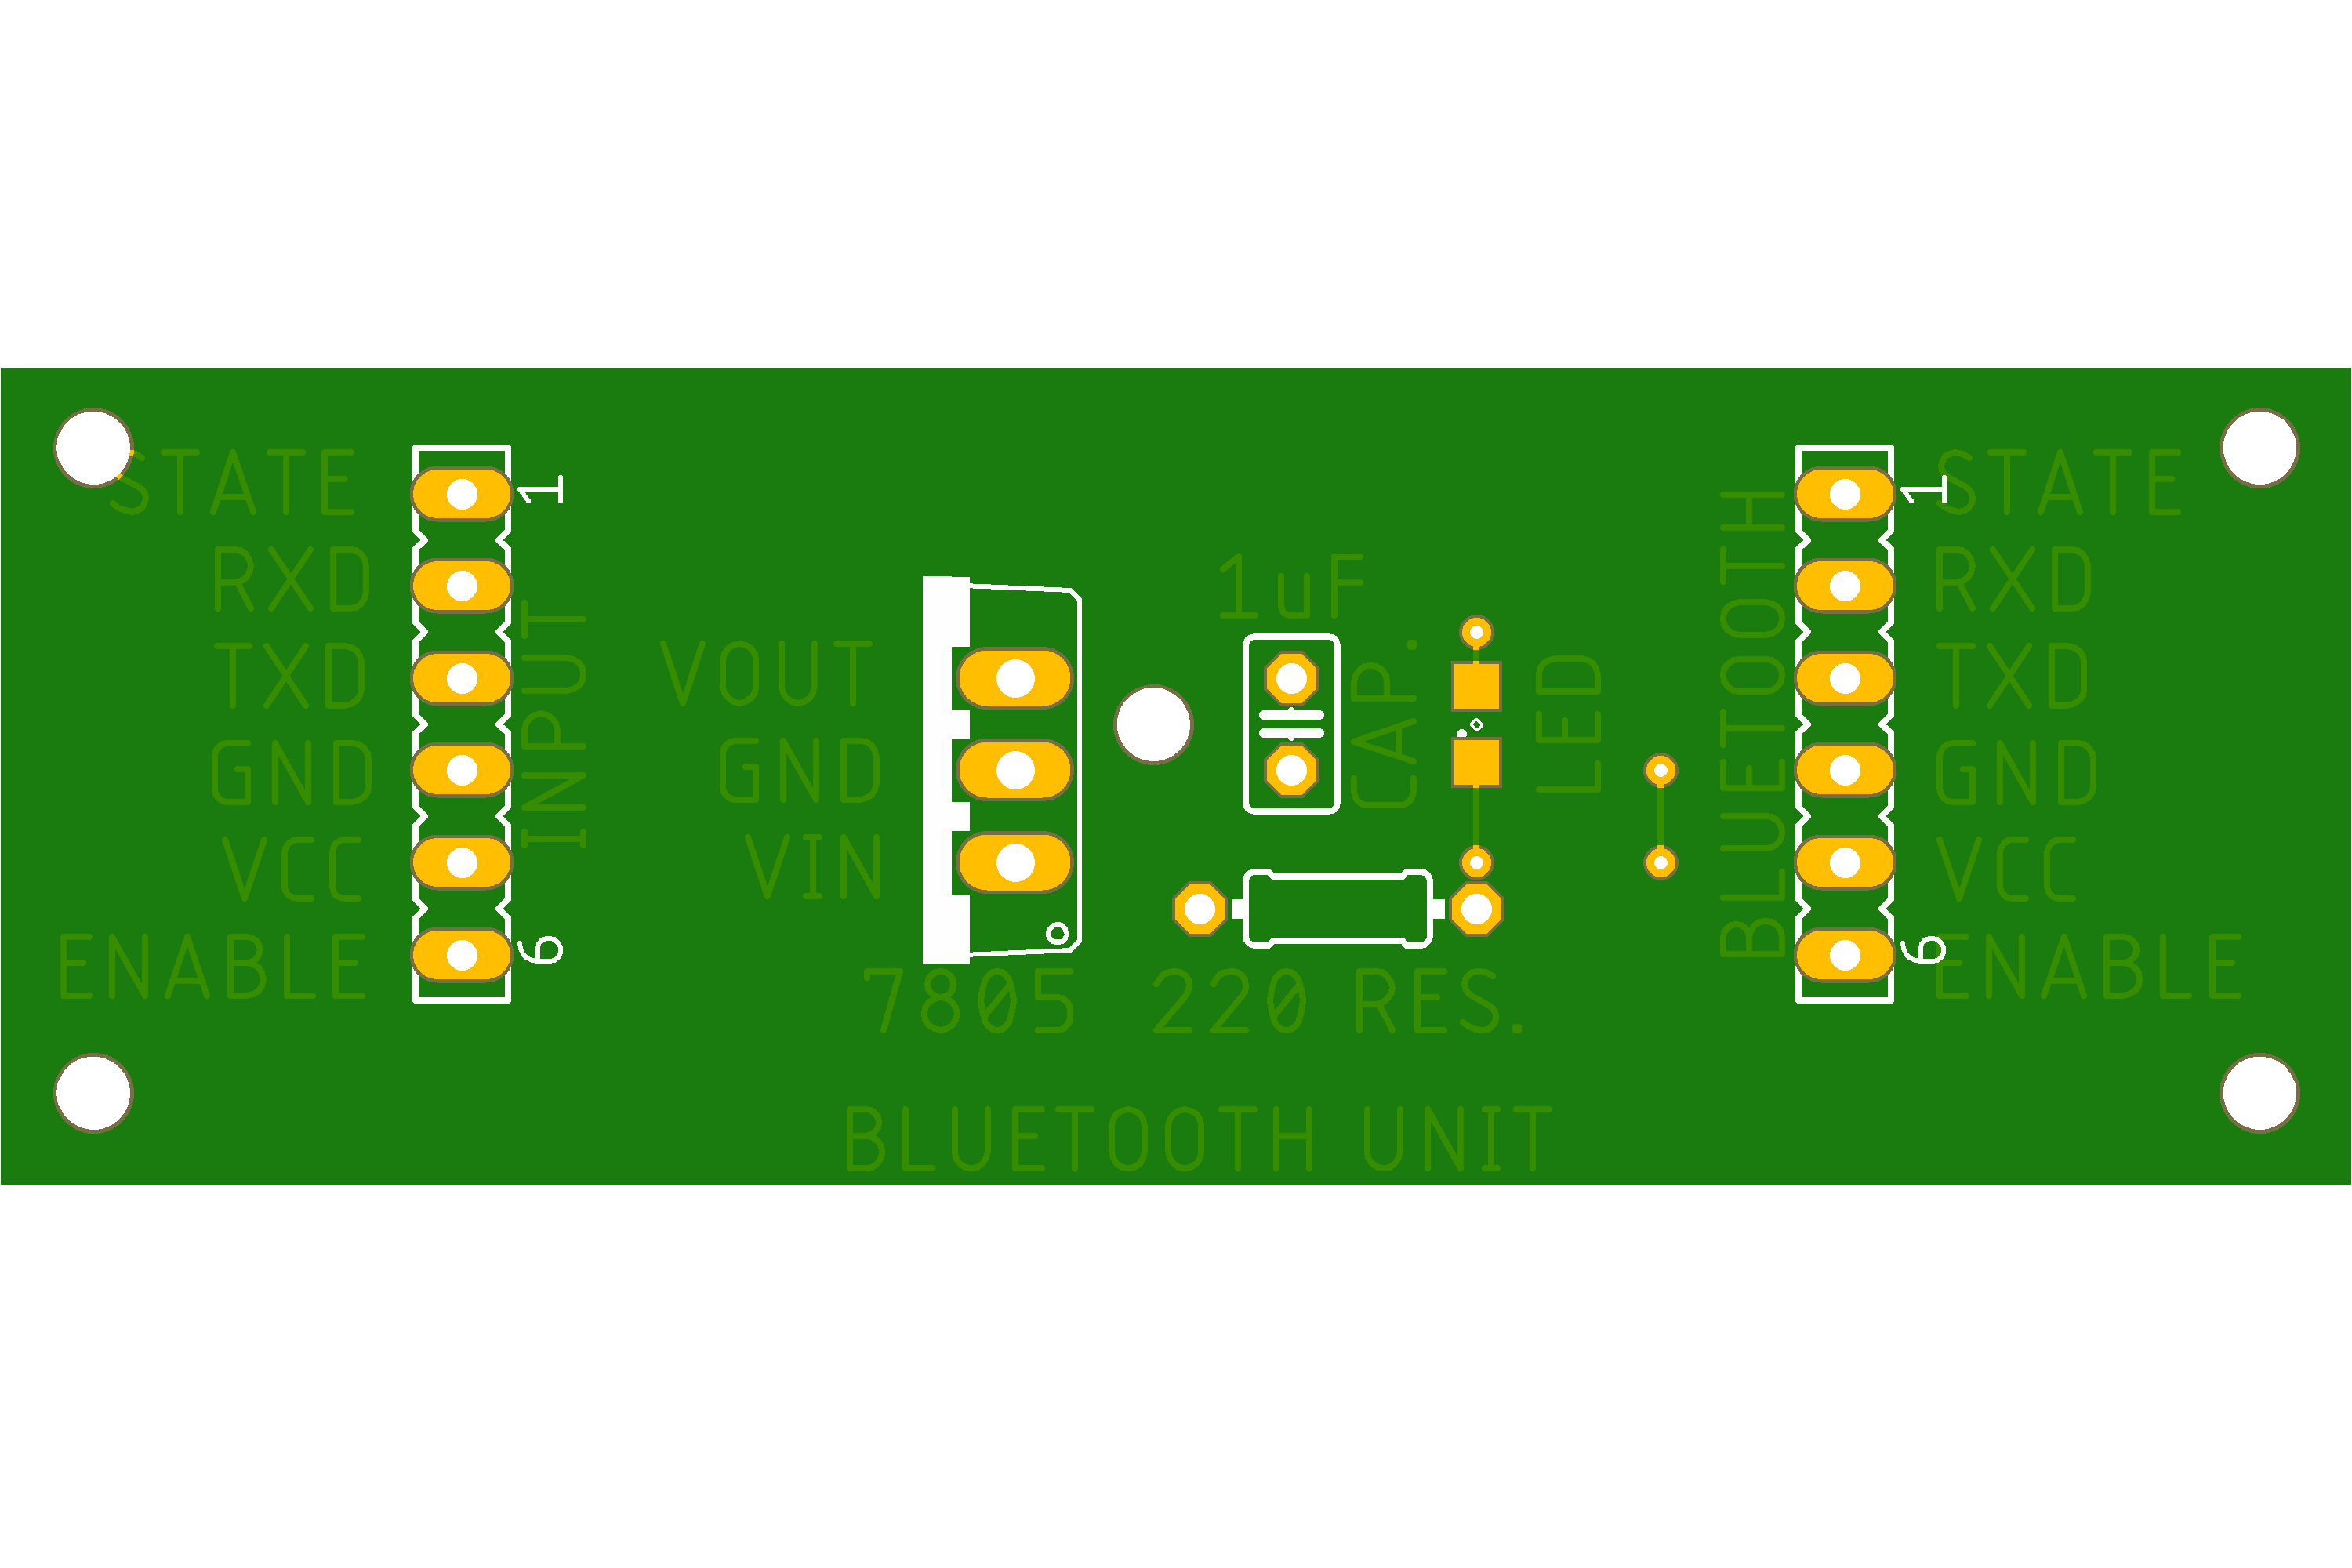 STATE
RXD
TXD
GND
VCC
ENABLE
1
6
INPUT
VOUT
GND
VIN
7805
1uF
CAP.
LED
220 RES.
BLUETOOTH
1
6
STATE
RXD
TXD
GND
VCC
ENABLE
BLUETOOTH UNIT